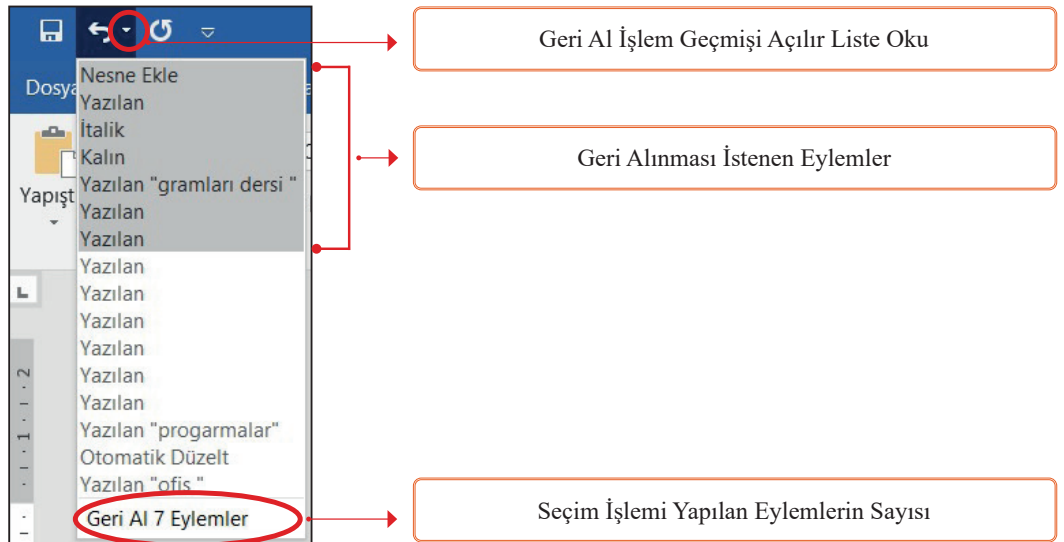 Geri Al İşlem Geçmişi Açılır Liste Oku
Dosya
Nesne Ekle
Yazılan
İtalik
Kalın
Yazılan "gramları dersi "
Yazılan
Yazılan
Yazılan
Yazılan
Yazılan
Yazılan
Yazılan
Yazılan
Yazılan "progarmalar"
Otomatik Düzelt
Yazılan "ofis "
Geri Al 7 Eylemler
Yapışt
L
2
1
Geri Alınması İstenen Eylemler
Seçim İşlemi Yapılan Eylemlerin Sayısı